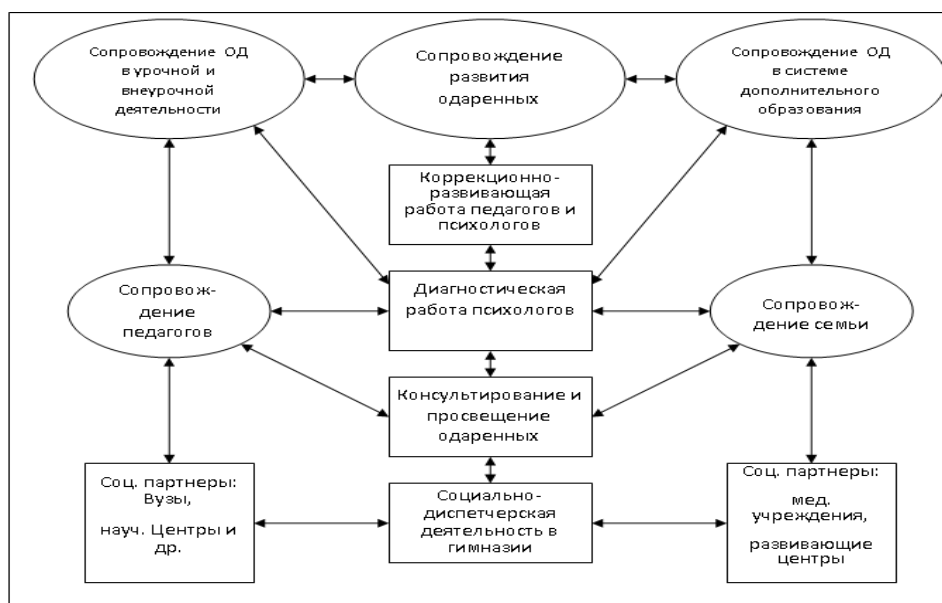 Сопровождение ОД
в урочной и
внеурочной
деятельности
Сопровождение
развития
одаренных
Сопровождение ОД
в системе
дополнительного
образования
Коррекционно-
развивающая
работа педагогов и
психологов
Сопровож-
дение
педагогов
Диагностическая
работа психологов
Сопровож-
дение семьи
Консультирование и
просвещение
одаренных
Соц. партнеры:
Вузы,
науч. Центры и
др.
Социально-
диспетчерская
деятельность в
гимназии
Соц. партнеры:
мед.
учреждения,
развивающие
центры